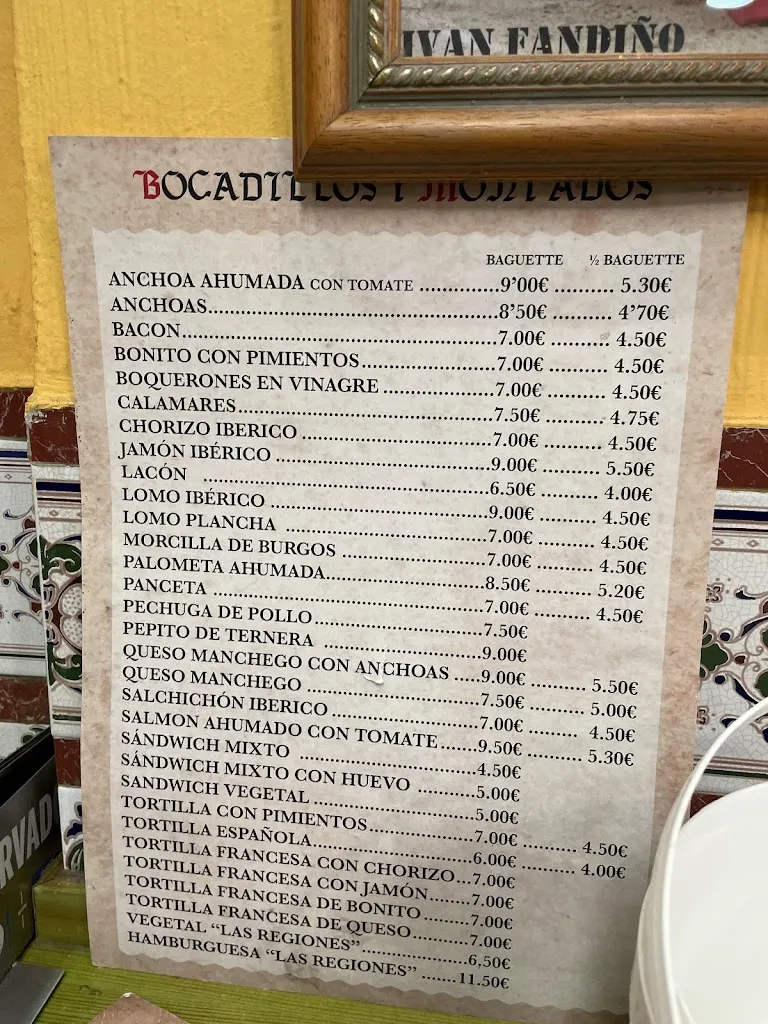 IVAN FANDIÑO
BOCADILLOS Y MONTADOS
BAGUETTE ½ BAGUETTE
ANCHOA AHUMADA CON TOMATE ..............9'00€ .......... 5.30€
ANCHOAS..................................................8'50€ .......... 4'70€
BACON......................................................7.00€ .......... 4.50€
BONITO CON PIMIENTOS.......................7.00€ .......... 4.50€
BOQUERONES EN VINAGRE ....................7.00€ .......... 4.50€
CALAMARES............................................7.50€ .......... 4.75€
CHORIZO IBERICO .................................7.00€ .......... 4.50€
JAMÓN IBÉRICO .....................................9.00€ .......... 5.50€
LACÓN ..................................................6.50€ .......... 4.00€
LOMO IBÉRICO ......................................9.00€ .......... 4.50€
LOMO PLANCHA ...................................7.00€ .......... 4.50€
MORCILLA DE BURGOS .........................7.00€ .......... 4.50€
PALOMETA AHUMADA...........................8.50€ .......... 5.20€
PANCETA ..............................................7.00€ .......... 4.50€
PECHUGA DE POLLO.............................7.50€
PEPITO DE TERNERA ...........................9.00€
QUESO MANCHEGO CON ANCHOAS .....9.00€ .......... 5.50€
QUESO MANCHEGO ..............................7.50€ .......... 5.00€
SALCHICHÓN IBERICO .........................7.00€ ......... 4.50€
SALMON AHUMADO CON TOMATE.......9.50€ .......... 5.30€
SÁNDWICH MIXTO ................................4.50€
SÁNDWICH MIXTO CON HUEVO ..........5.00€
SANDWICH VEGETAL ............................5.00€
TORTILLA CON PIMIENTOS...................7.00€ .......... 4.50€
TORTILLA ESPAÑOLA...........................6.00€ .......... 4.00€
TORTILLA FRANCESA CON CHORIZO...7.00€
TORTILLA FRANCESA CON JAMÓN.......7.00€
TORTILLA FRANCESA DE BONITO ........7.00€
TORTILLA FRANCESA DE QUESO..........7.00€
VEGETAL “LAS REGIONES”...................6,50€
HAMBURGUESA “LAS REGIONES” .......11.50€
RVAD